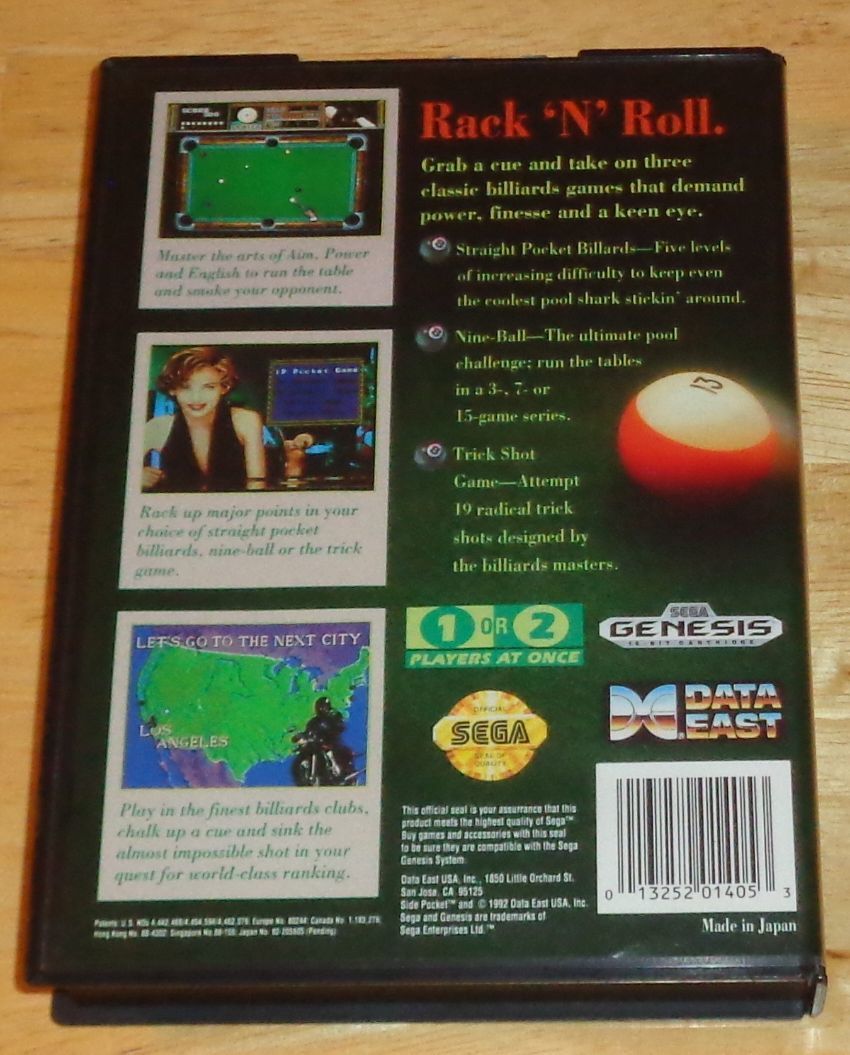 Rack 'N' Roll.
Grab a cue and take on three
classic billiards games that demand
power, finesse and a keen eye.
Straight Pocket Billards—Five levels
of increasing difficulty to keep even
the coolest pool shark stickin' around.
Nine-Ball—The ultimate pool
challenge; run the tables
in a 3-, 7- or
15-game series.
Trick Shot
Game—Attempt
19 radical trick
shots designed by
the billiards masters.
13
Master the arts of Aim, Power
and English to run the table
and smoke your opponent.
Rack up major points in your
choice of straight pocket
billiards, nine-ball or the trick
game.
LET'S GO TO THE NEXT CITY
LOS
ANGELES
Play in the finest billiards clubs,
chalk up a cue and sink the
almost impossible shot in your
quest for world-class ranking.
1 OR 2
PLAYERS AT ONCE
SEGA
GENESIS
16-BIT CARTRIDGE
OFFICIAL
SEGA
SEAL OF
QUALITY
DATA
EAST
This official seal is your assurance that this
product meets the highest quality of Sega™
Buy games and accessories with this seal
to be sure they are compatible with the Sega
Genesis System.
Data East USA, Inc., 1850 Little Orchard St.
San Jose, CA 95125
Side Pocket™ and © 1992 Data East USA, Inc.
Sega and Genesis are trademarks of
Sega Enterprises Ltd.™
0 13252 01405 3
Made in Japan